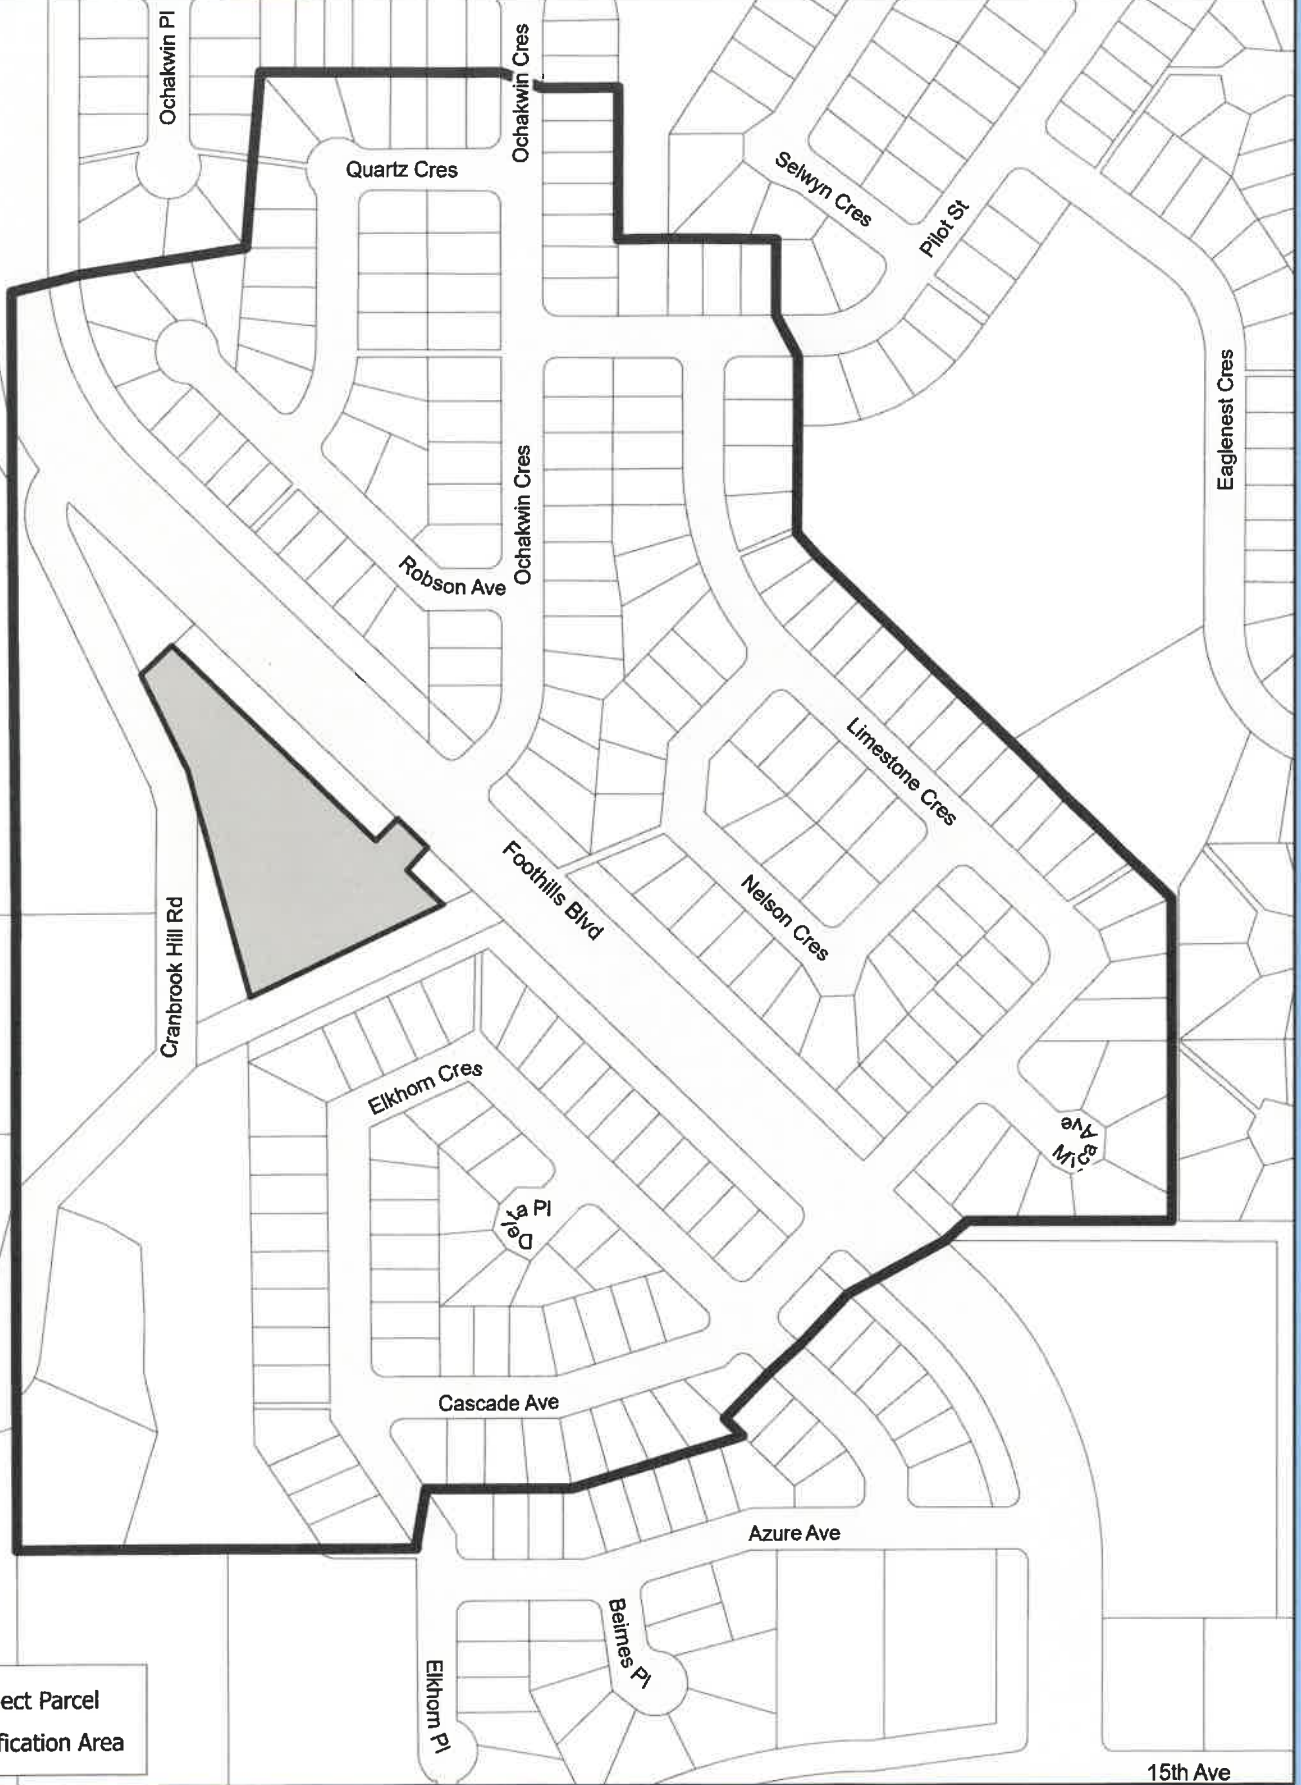 Ochakwin Pl
Ochakwin Cres
Quartz Cres
Selwyn Cres
Pilot St
Eaglenest Cres
Ochakwin Cres
Robson Ave
Limestone Cres
Foothills Blvd
Nelson Cres
Cranbrook Hill Rd
Elkhorn Cres
Mica Ave
Delta Pl
Cascade Ave
Azure Ave
Beirnes Pl
Elkhorn Pl
ect Parcel
fication Area
15th Ave